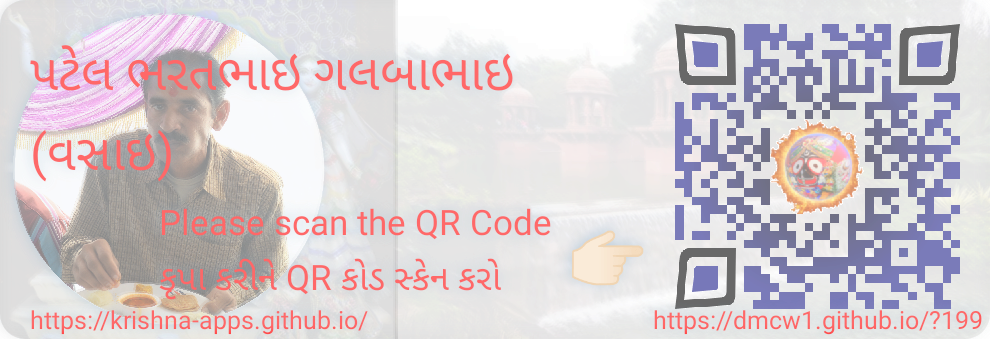 પટેલ ભરતભાઇ ગલબાભાઇ
(વસાઇ)
Please scan the QR Code
કૃપા કરીને QR કોડ સ્કેન કરો
https://krishna-apps.github.io/
https://dmcw1.github.io/?199